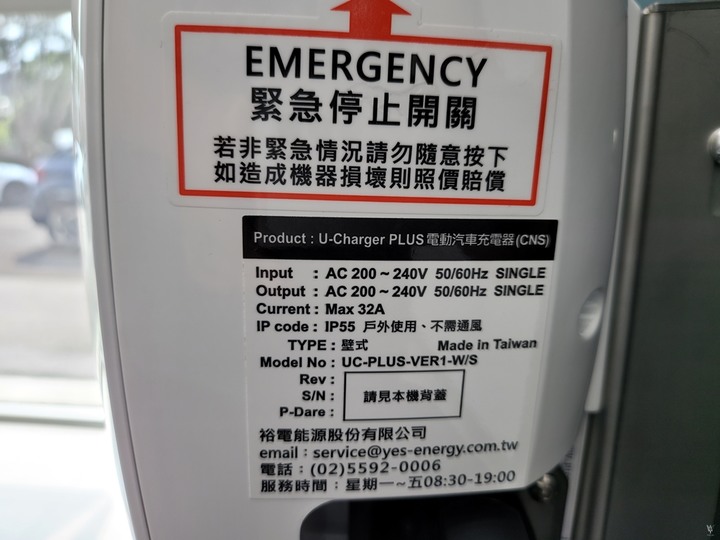 EMERGENCY
緊急停止開關
若非緊急情況請勿隨意按下
如造成機器損壞則照價賠償
Product : U-Charger PLUS 電動汽車充電器(CNS)
Input : AC 200 ~ 240V 50/60Hz SINGLE
Output : AC 200 ~ 240V 50/60Hz SINGLE
Current : Max 32A
IP code : IP55 戶外使用、不需通風
TYPE : 壁式 Made in Taiwan
Model No : UC-PLUS-VER1-W/S
Rev :
S/N : 請見本機背蓋
P-Dare :
裕電能源股份有限公司
email : service@yes-energy.com.tw
電話 : (02)5592-0006
服務時間 : 星期一~五08:30-19:00